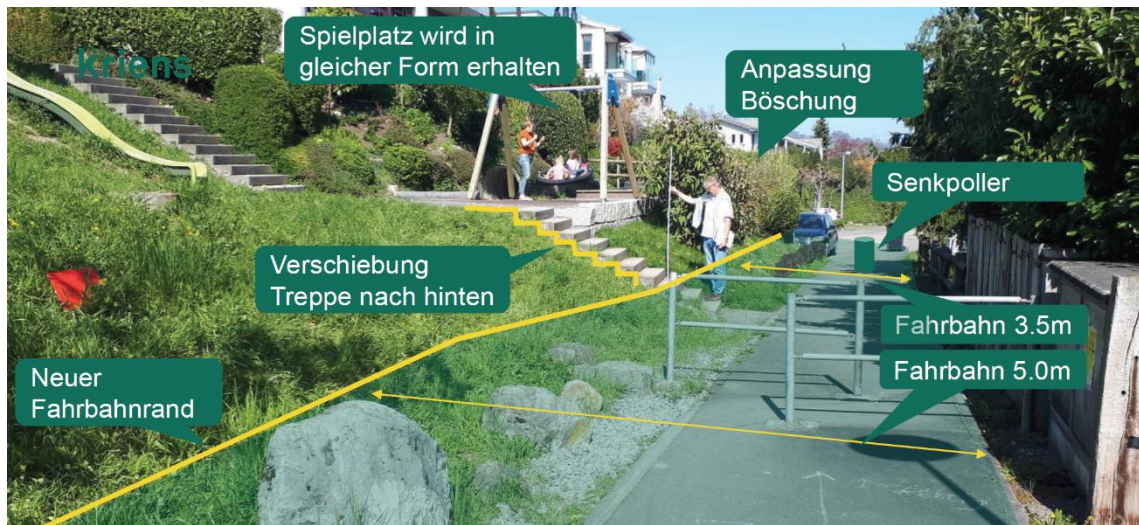 kriens
Spielplatz wird in
gleicher Form erhalten
Anpassung
Böschung
Senkpoller
Verschiebung
Treppe nach hinten
Fahrbahn 3.5m
Neuer
Fahrbahnrand
Fahrbahn 5.0m